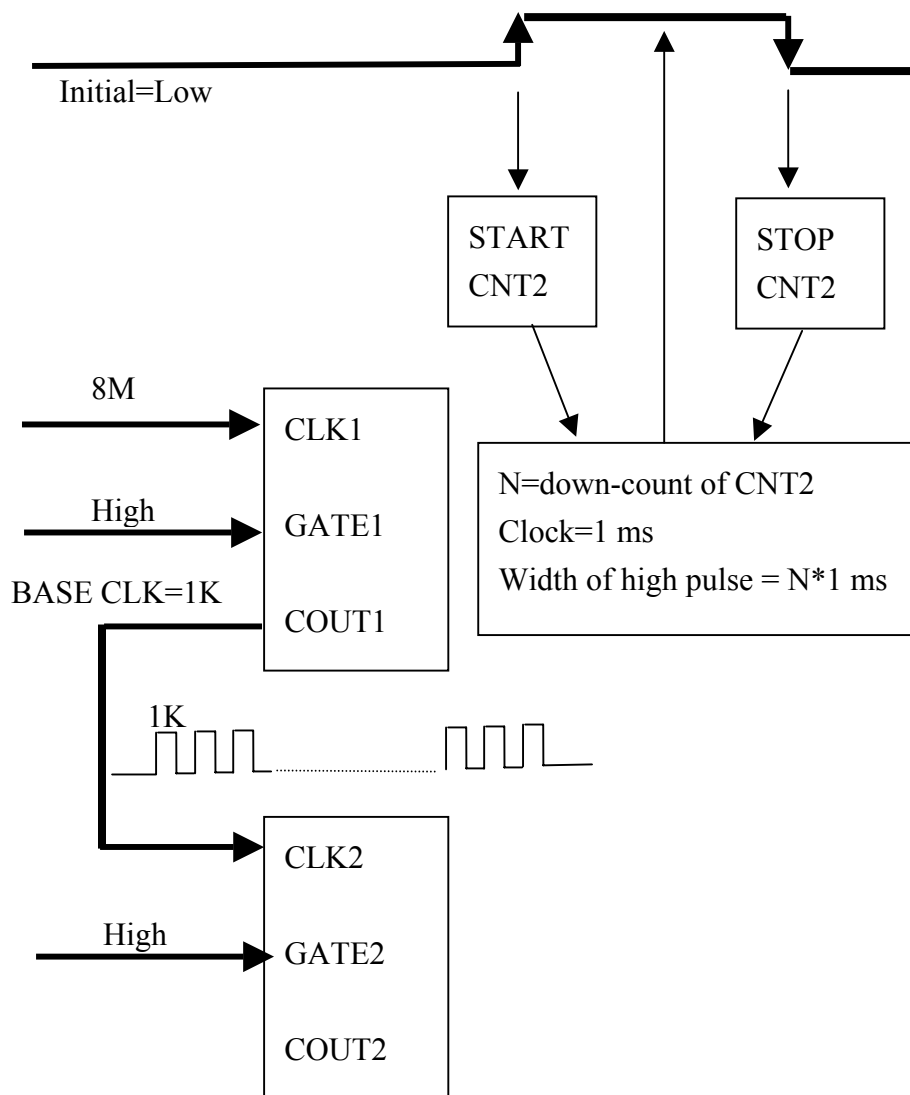 Initial=Low
START
CNT2
STOP
CNT2
8M
CLK1
High
GATE1
BASE CLK=1K
COUT1
N=down-count of CNT2
Clock=1 ms
Width of high pulse = N*1 ms
1K
CLK2
High
GATE2
COUT2